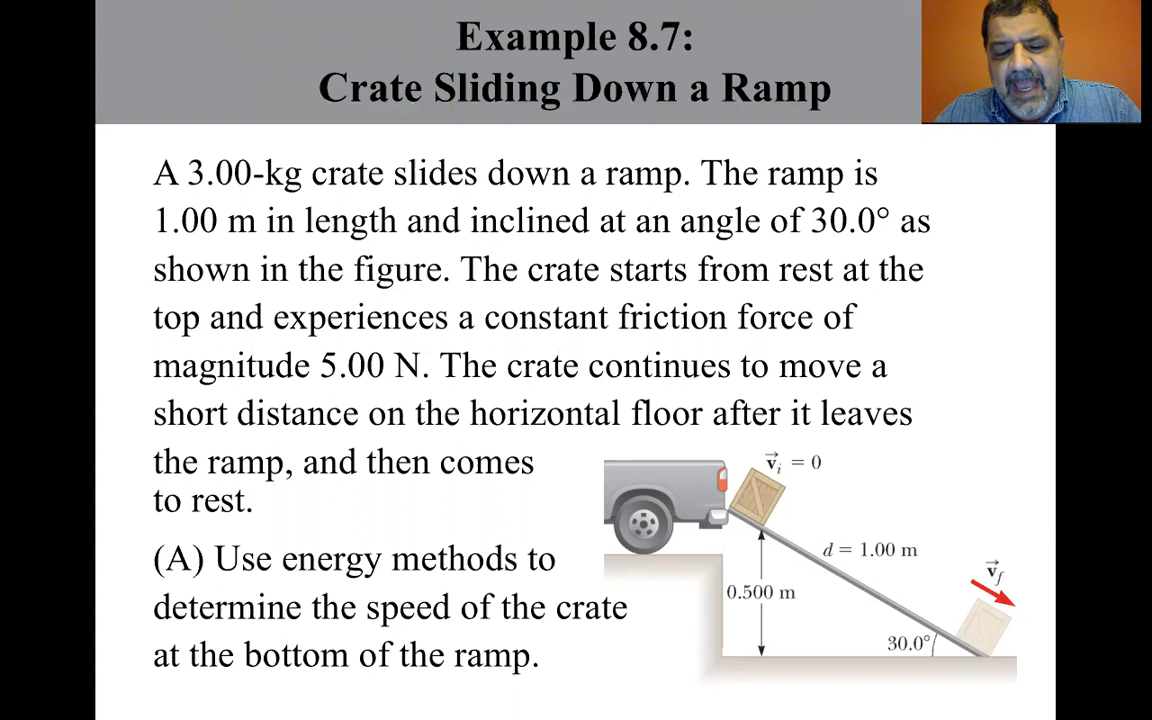 Example 8.7:
Crate Sliding Down a Ramp
A 3.00-kg crate slides down a ramp. The ramp is
1.00 m in length and inclined at an angle of 30.0° as
shown in the figure. The crate starts from rest at the
top and experiences a constant friction force of
magnitude 5.00 N. The crate continues to move a
short distance on the horizontal floor after it leaves
the ramp, and then comes
to rest.
(A) Use energy methods to
determine the speed of the crate
at the bottom of the ramp.
v⃗ᵢ = 0
d = 1.00 m
v⃗f
0.500 m
30.0°